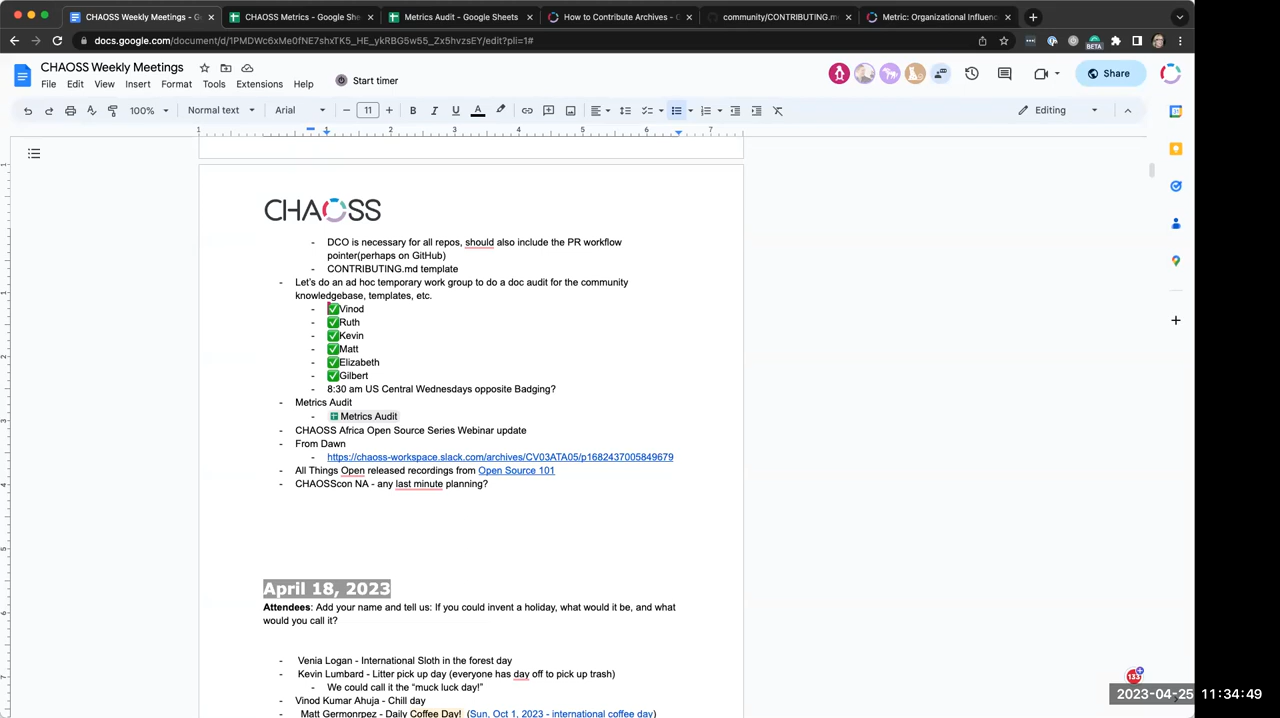 CHAOSS Weekly Meetings - G
CHAOSS Metrics - Google She
Metrics Audit - Google Sheets
How to Contribute Archives - C
community/CONTRIBUTING.m
Metric: Organizational Influenc
docs.google.com/document/d/1PMDWc6xMe0fNE7shxTK5_HE_ykRBG5w55_Zx5hvzsEY/edit?pli=1#
BETA
CHAOSS Weekly Meetings
File Edit View Insert Format Tools Extensions Help
Start timer
Share
100% Normal text Arial 11 B I U A Editing
1 1 2 3 4 5 6 7
CHAOSS
- DCO is necessary for all repos, should also include the PR workflow
pointer(perhaps on GitHub)
- CONTRIBUTING.md template
- Let's do an ad hoc temporary work group to do a doc audit for the community
knowledgebase, templates, etc.
- ✅Vinod
- ✅Ruth
- ✅Kevin
- ✅Matt
- ✅Elizabeth
- ✅Gilbert
- 8:30 am US Central Wednesdays opposite Badging?
- Metrics Audit
- Metrics Audit
- CHAOSS Africa Open Source Series Webinar update
- From Dawn
- https://chaoss-workspace.slack.com/archives/CV03ATA05/p1682437005849679
- All Things Open released recordings from Open Source 101
- CHAOSScon NA - any last minute planning?
April 18, 2023
Attendees: Add your name and tell us: If you could invent a holiday, what would it be, and what
would you call it?
- Venia Logan - International Sloth in the forest day
- Kevin Lumbard - Litter pick up day (everyone has day off to pick up trash)
- We could call it the “muck luck day!”
- Vinod Kumar Ahuja - Chill day
- Matt Germonprez - Daily Coffee Day! (Sun, Oct 1, 2023 - international coffee day)
133
2023-04-25 11:34:49